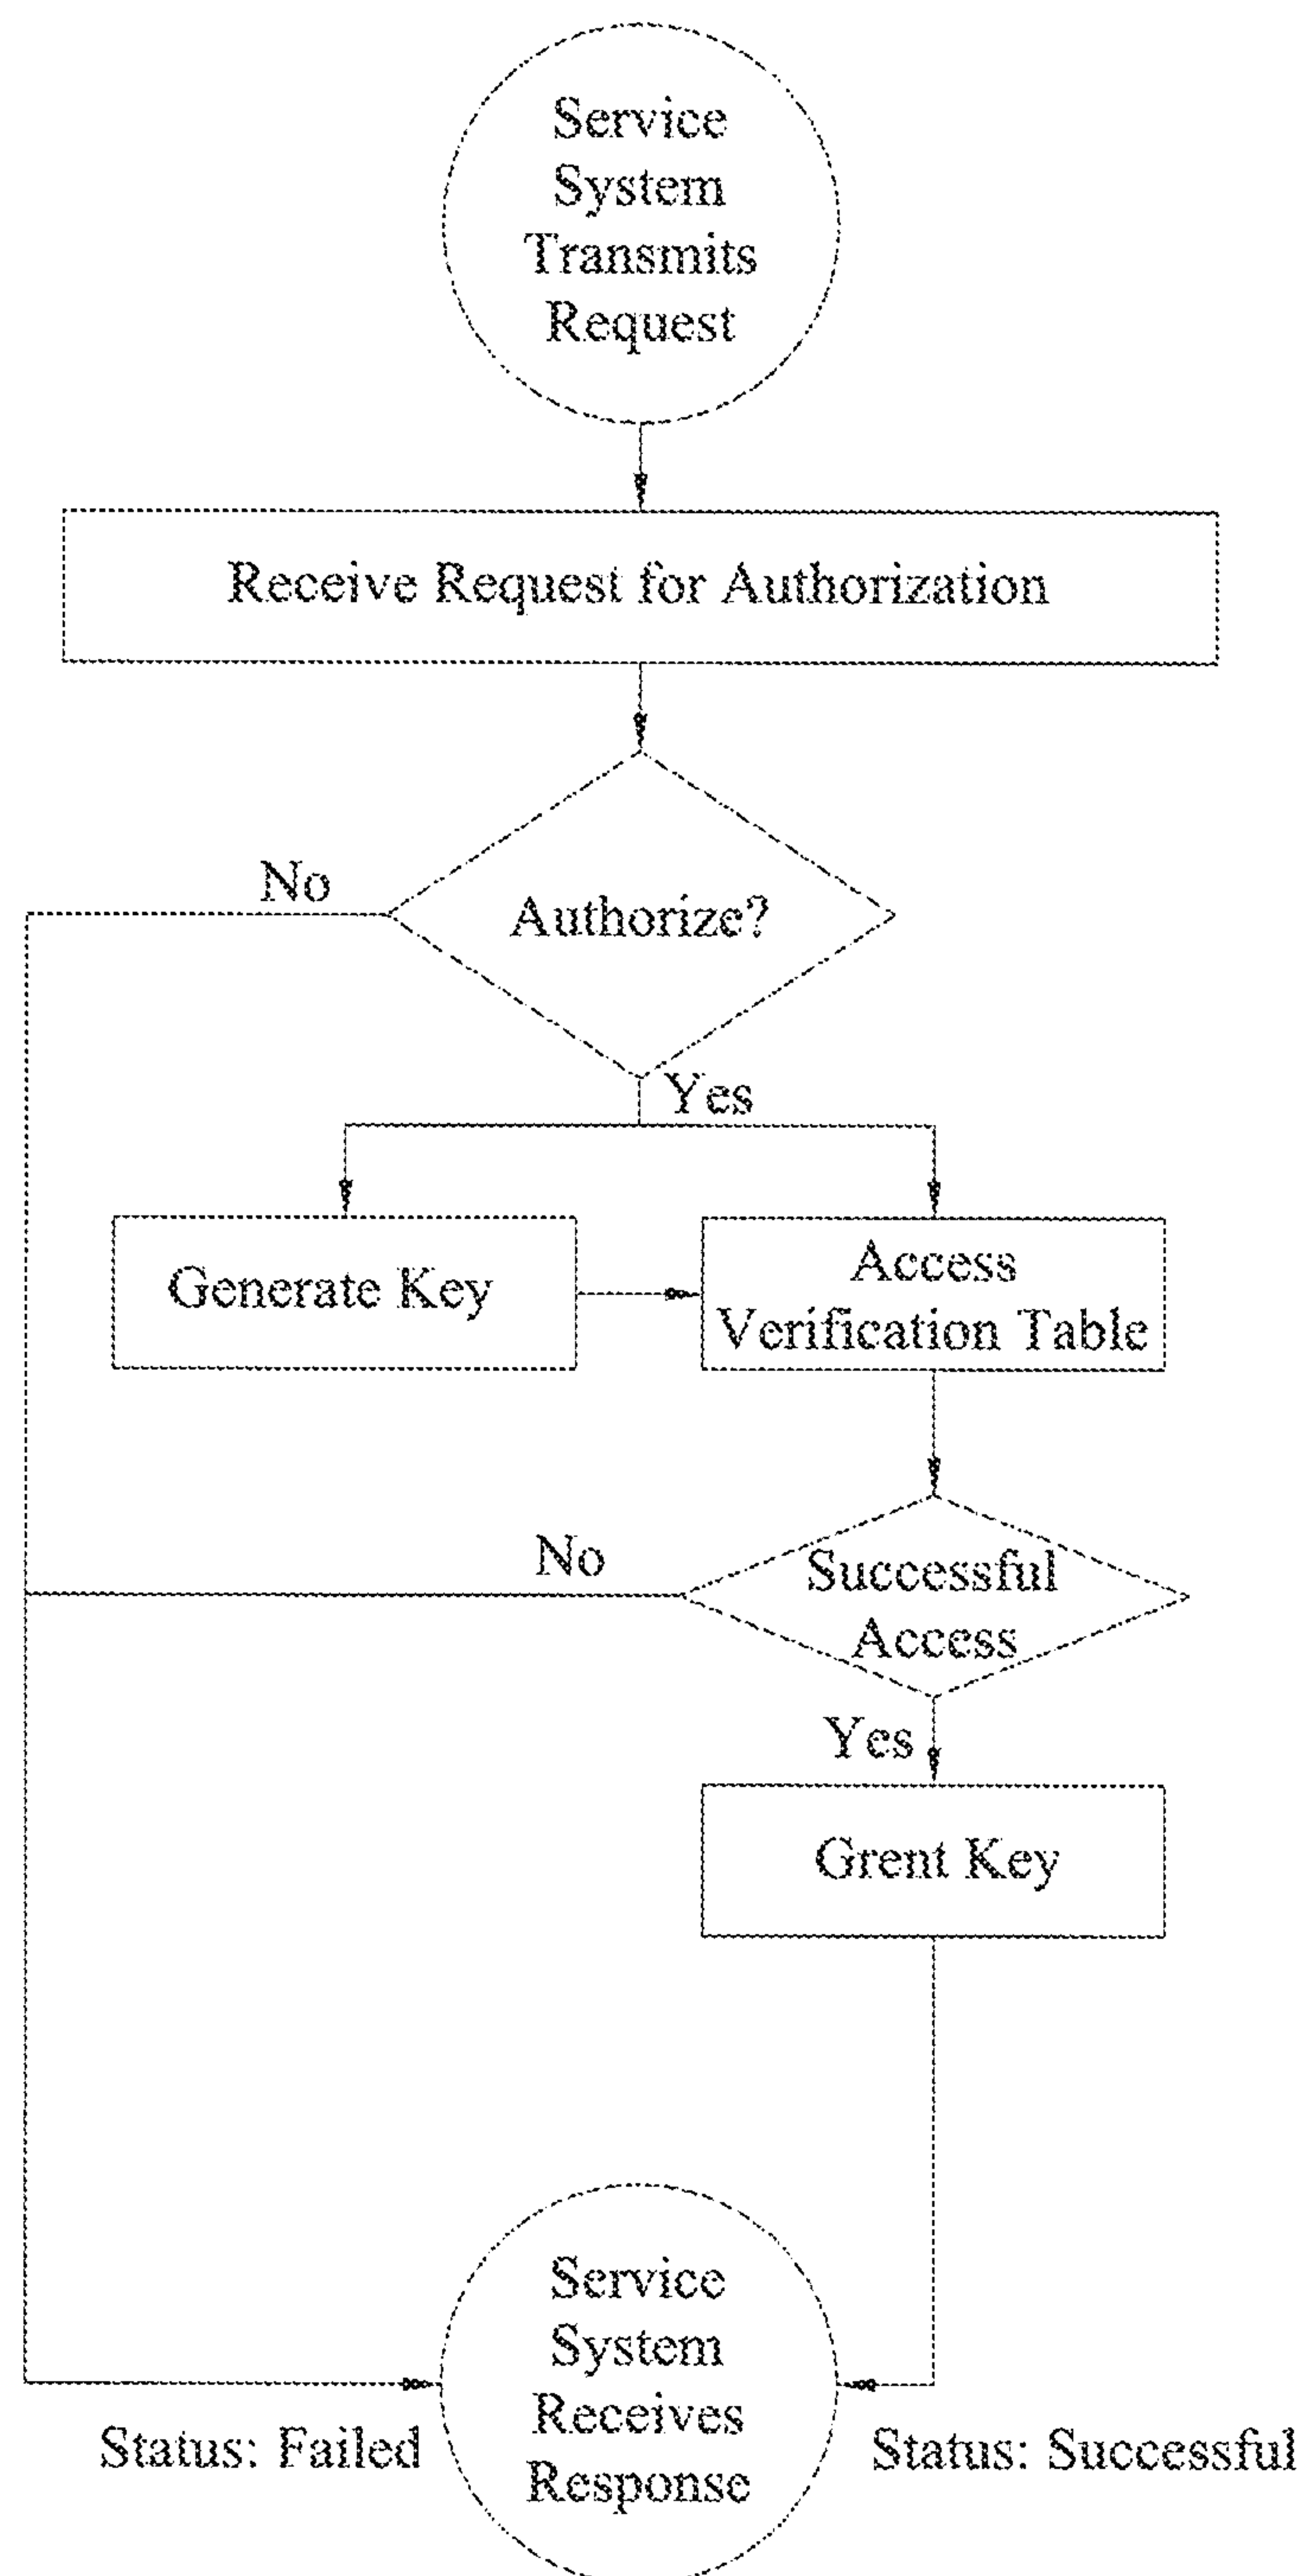 Service
System
Transmits
Request
Receive Request for Authorization
No
Authorize?
Yes
Generate Key
Access
Verification Table
No
Successful
Access
Yes
Grent Key
Service
System
Receives
Response
Status: Failed
Status: Successful